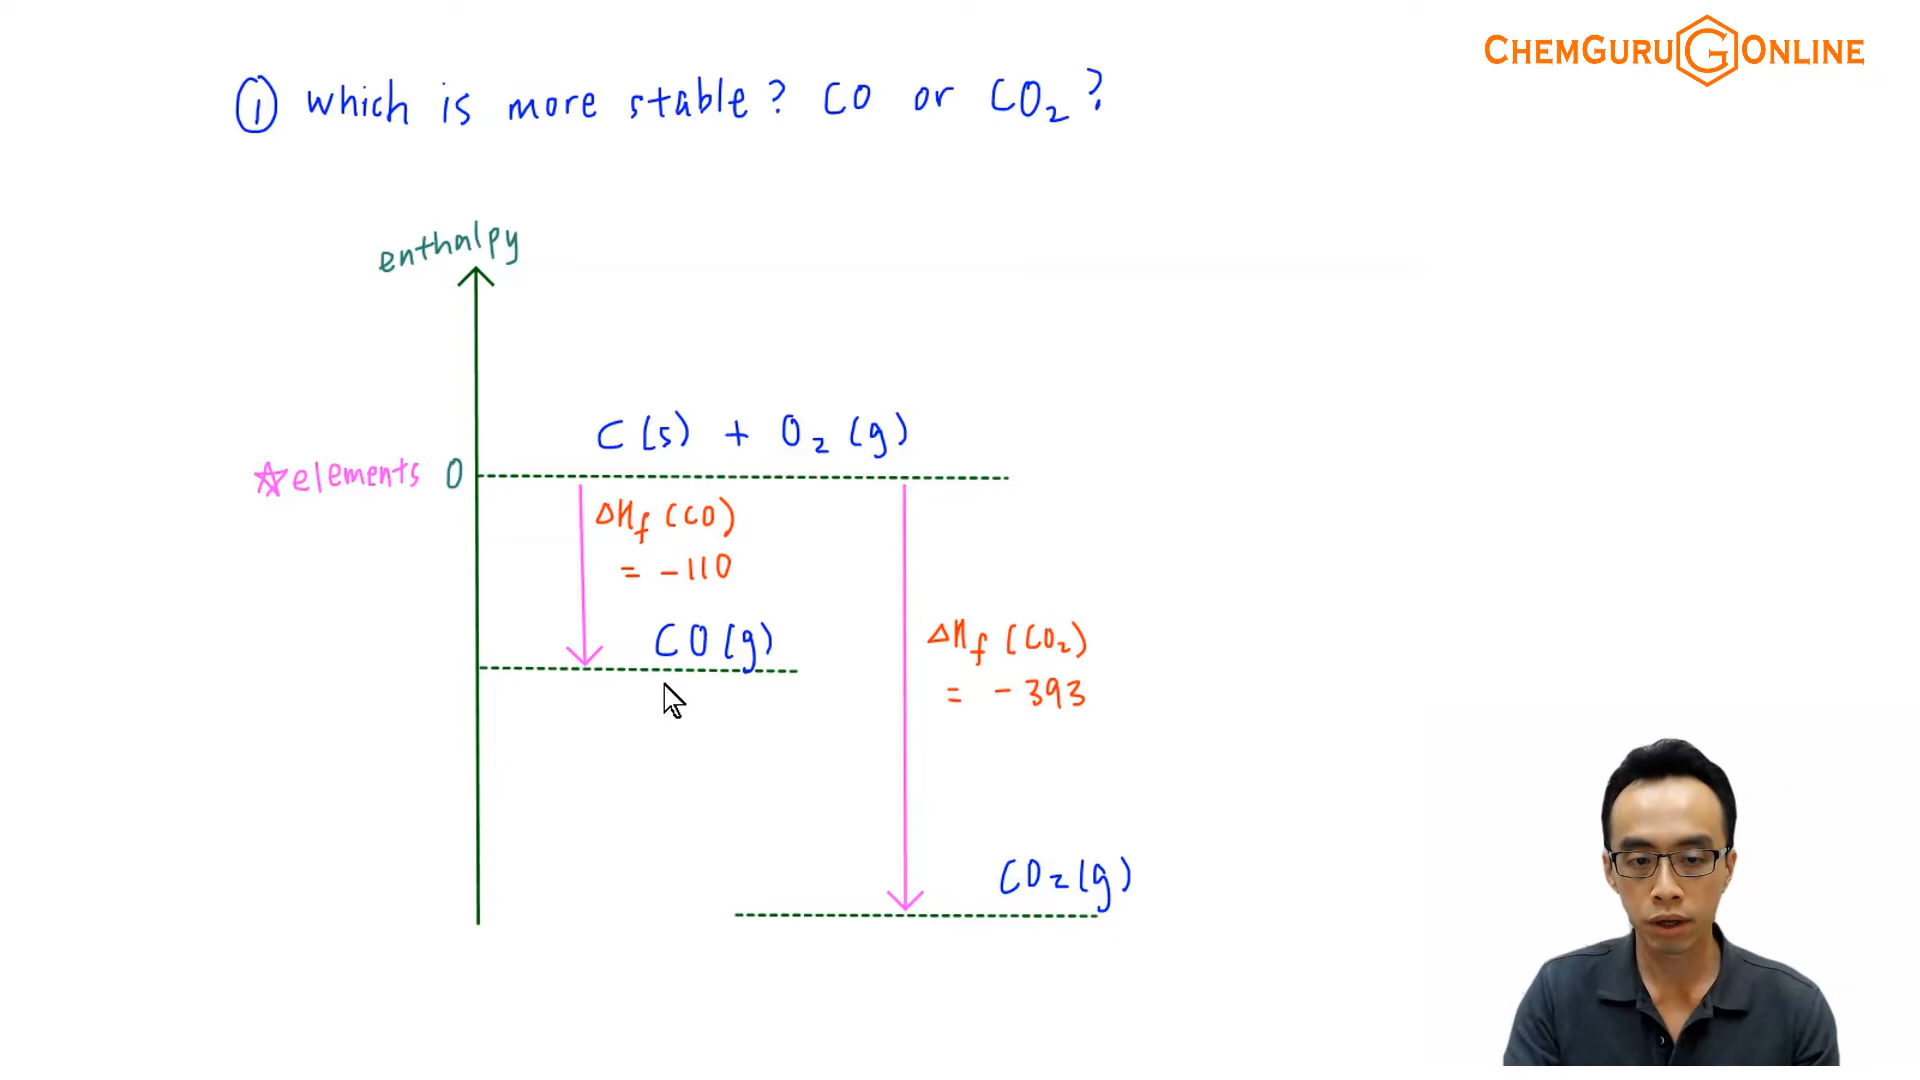 CHEMGURU G ONLINE
① which is more stable? CO or CO₂?
enthalpy
C(s) + O₂(g)
☆elements 0
ΔHf (CO)
= -110
CO(g)
ΔHf (CO₂)
= -393
CO₂(g)